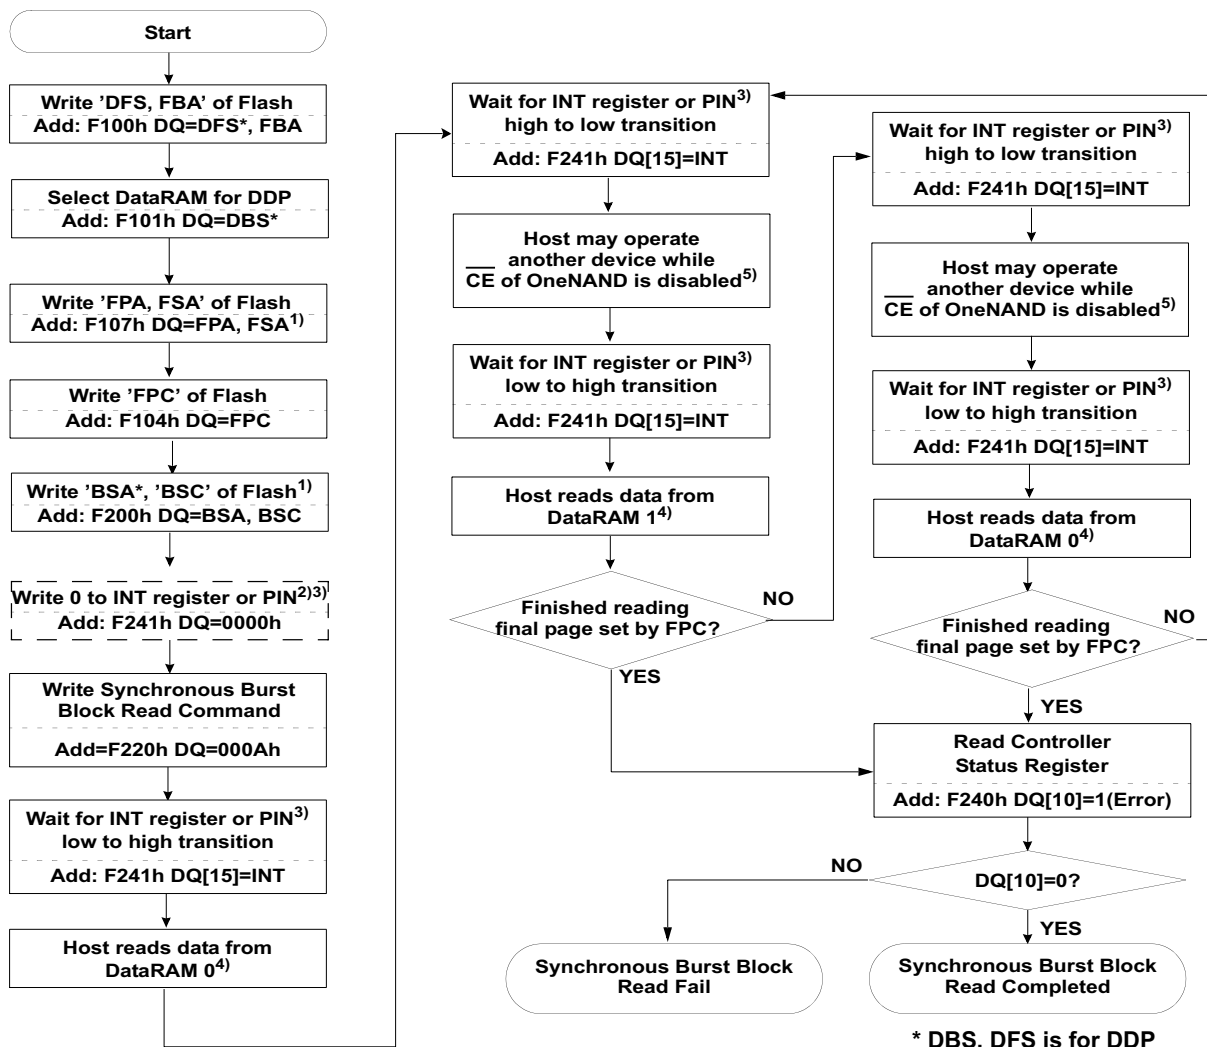 Start
Write ’DFS, FBA’ of Flash
Add: F100h DQ=DFS*, FBA
Select DataRAM for DDP
Add: F101h DQ=DBS*
Write ’FPA, FSA’ of Flash
Add: F107h DQ=FPA, FSA1)
Write ’FPC’ of Flash
Add: F104h DQ=FPC
Write ’BSA*, ’BSC’ of Flash1)
Add: F200h DQ=BSA, BSC
Write 0 to INT register or PIN2)3)
Add: F241h DQ=0000h
Write Synchronous Burst
Block Read Command
Add=F220h DQ=000Ah
Wait for INT register or PIN3)
low to high transition
Add: F241h DQ[15]=INT
Host reads data from
DataRAM 04)
Wait for INT register or PIN3)
high to low transition
Add: F241h DQ[15]=INT
Host may operate
another device while
CE of OneNAND is disabled5)
Wait for INT register or PIN3)
low to high transition
Add: F241h DQ[15]=INT
Host reads data from
DataRAM 14)
Finished reading
final page set by FPC?
NO
YES
Wait for INT register or PIN3)
high to low transition
Add: F241h DQ[15]=INT
Host may operate
another device while
CE of OneNAND is disabled5)
Wait for INT register or PIN3)
low to high transition
Add: F241h DQ[15]=INT
Host reads data from
DataRAM 04)
Finished reading
final page set by FPC?
NO
YES
Read Controller
Status Register
Add: F240h DQ[10]=1(Error)
DQ[10]=0?
NO
YES
Synchronous Burst Block
Read Fail
Synchronous Burst Block
Read Completed
* DBS, DFS is for DDP